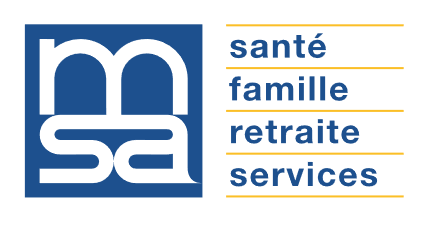 msa
santé
famille
retraite
services